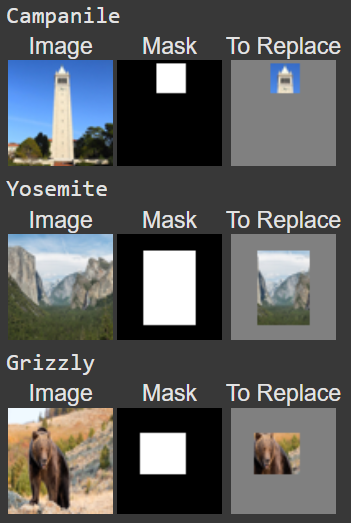 Campanile
Image Mask To Replace
Yosemite
Image Mask To Replace
Grizzly
Image Mask To Replace